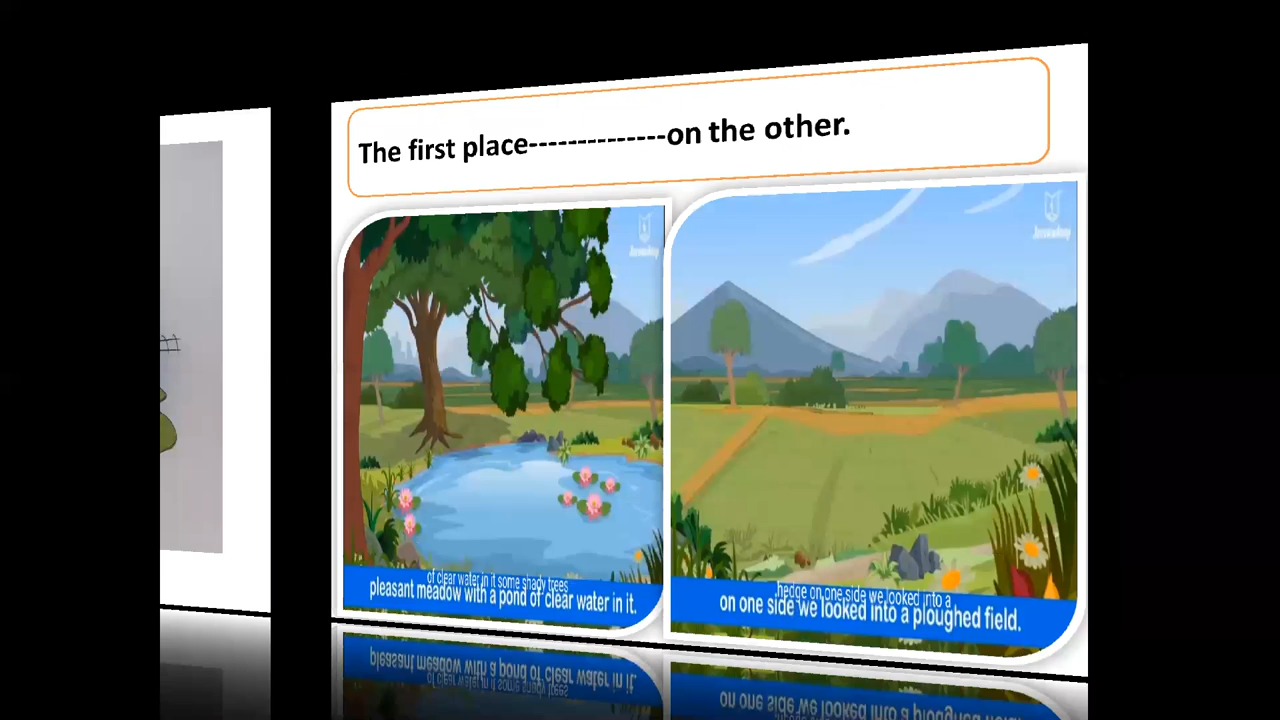 The first place--------------on the other.
of clear water in it some shady trees
pleasant meadow with a pond of clear water in it.
hedge on one side we looked into a
on one side we looked into a ploughed field.